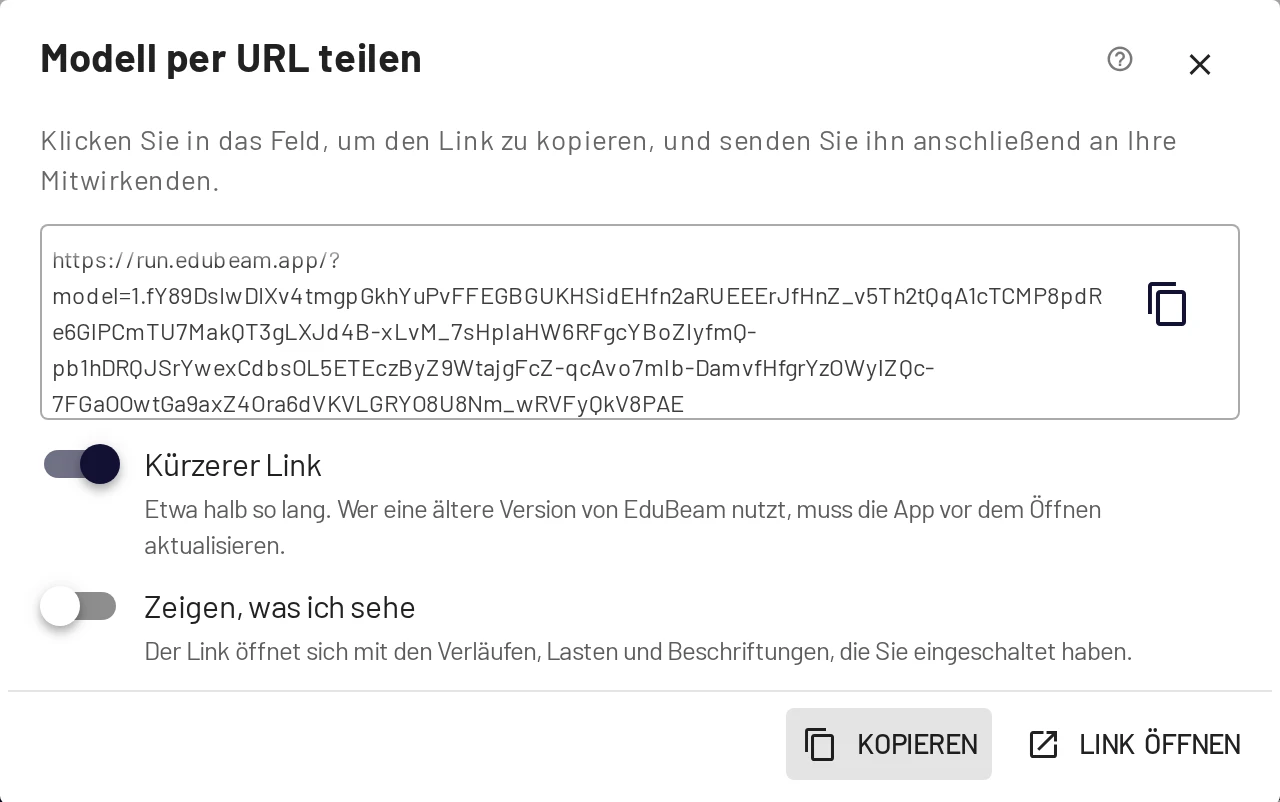 Modell per URL teilen
Klicken Sie in das Feld, um den Link zu kopieren, und senden Sie ihn anschließend an Ihre
Mitwirkenden.
https://run.edubeam.app/?
model=1.fY89DsIwDIXv4tmgpGkhYuPvFFEGBGUKHSidEHfn2aRUEEErJfHnZ_v5Th2tQqA1cTCMP8pdR
e6GIPCmTU7MakQT3gLXJd4B-xLvM_7sHpIaHW6RFgcYBoZIyfmQ-
pb1hDRQJSrYwexCdbsOL5ETEczByZ9WtajgFcZ-qcAvo7mIb-DamvfHfgrYz0WyIZQc-
7FGa00wtGa9axZ40ra6dVKVLGRY08U8Nm_wRVFyQkV8PAE
Kürzerer Link
Etwa halb so lang. Wer eine ältere Version von EduBeam nutzt, muss die App vor dem Öffnen
aktualisieren.
Zeigen, was ich sehe
Der Link öffnet sich mit den Verläufen, Lasten und Beschriftungen, die Sie eingeschaltet haben.
KOPIEREN
LINK ÖFFNEN